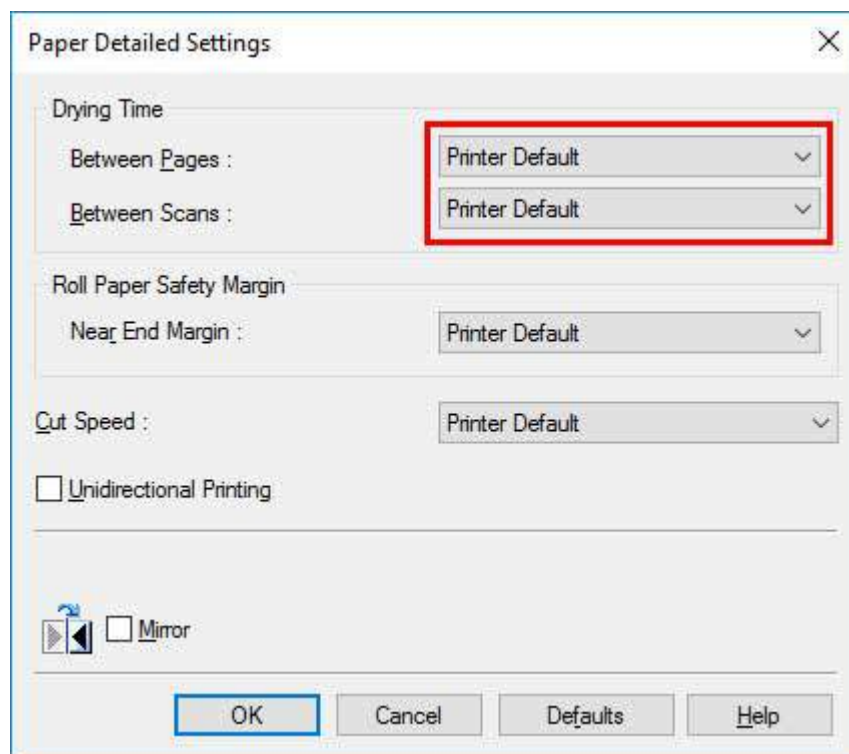 Paper Detailed Settings
Drying Time
Between Pages : Printer Default
Between Scans : Printer Default
Roll Paper Safety Margin
Near End Margin : Printer Default
Cut Speed : Printer Default
Unidirectional Printing
Mirror
OK Cancel Defaults Help